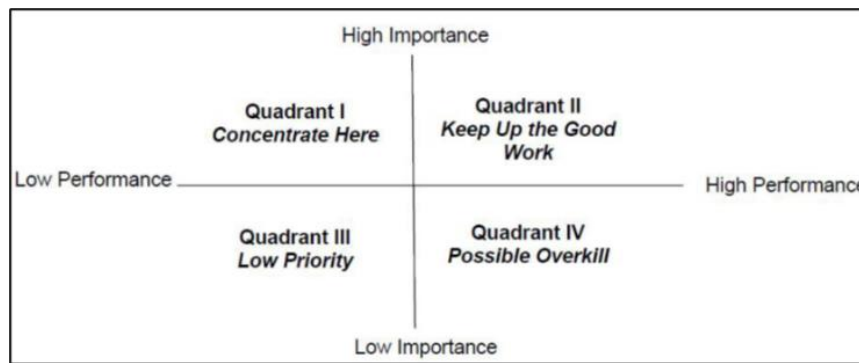 High Importance
Quadrant I
Concentrate Here
Quadrant II
Keep Up the Good
Work
Low Performance
High Performance
Quadrant III
Low Priority
Quadrant IV
Possible Overkill
Low Importance